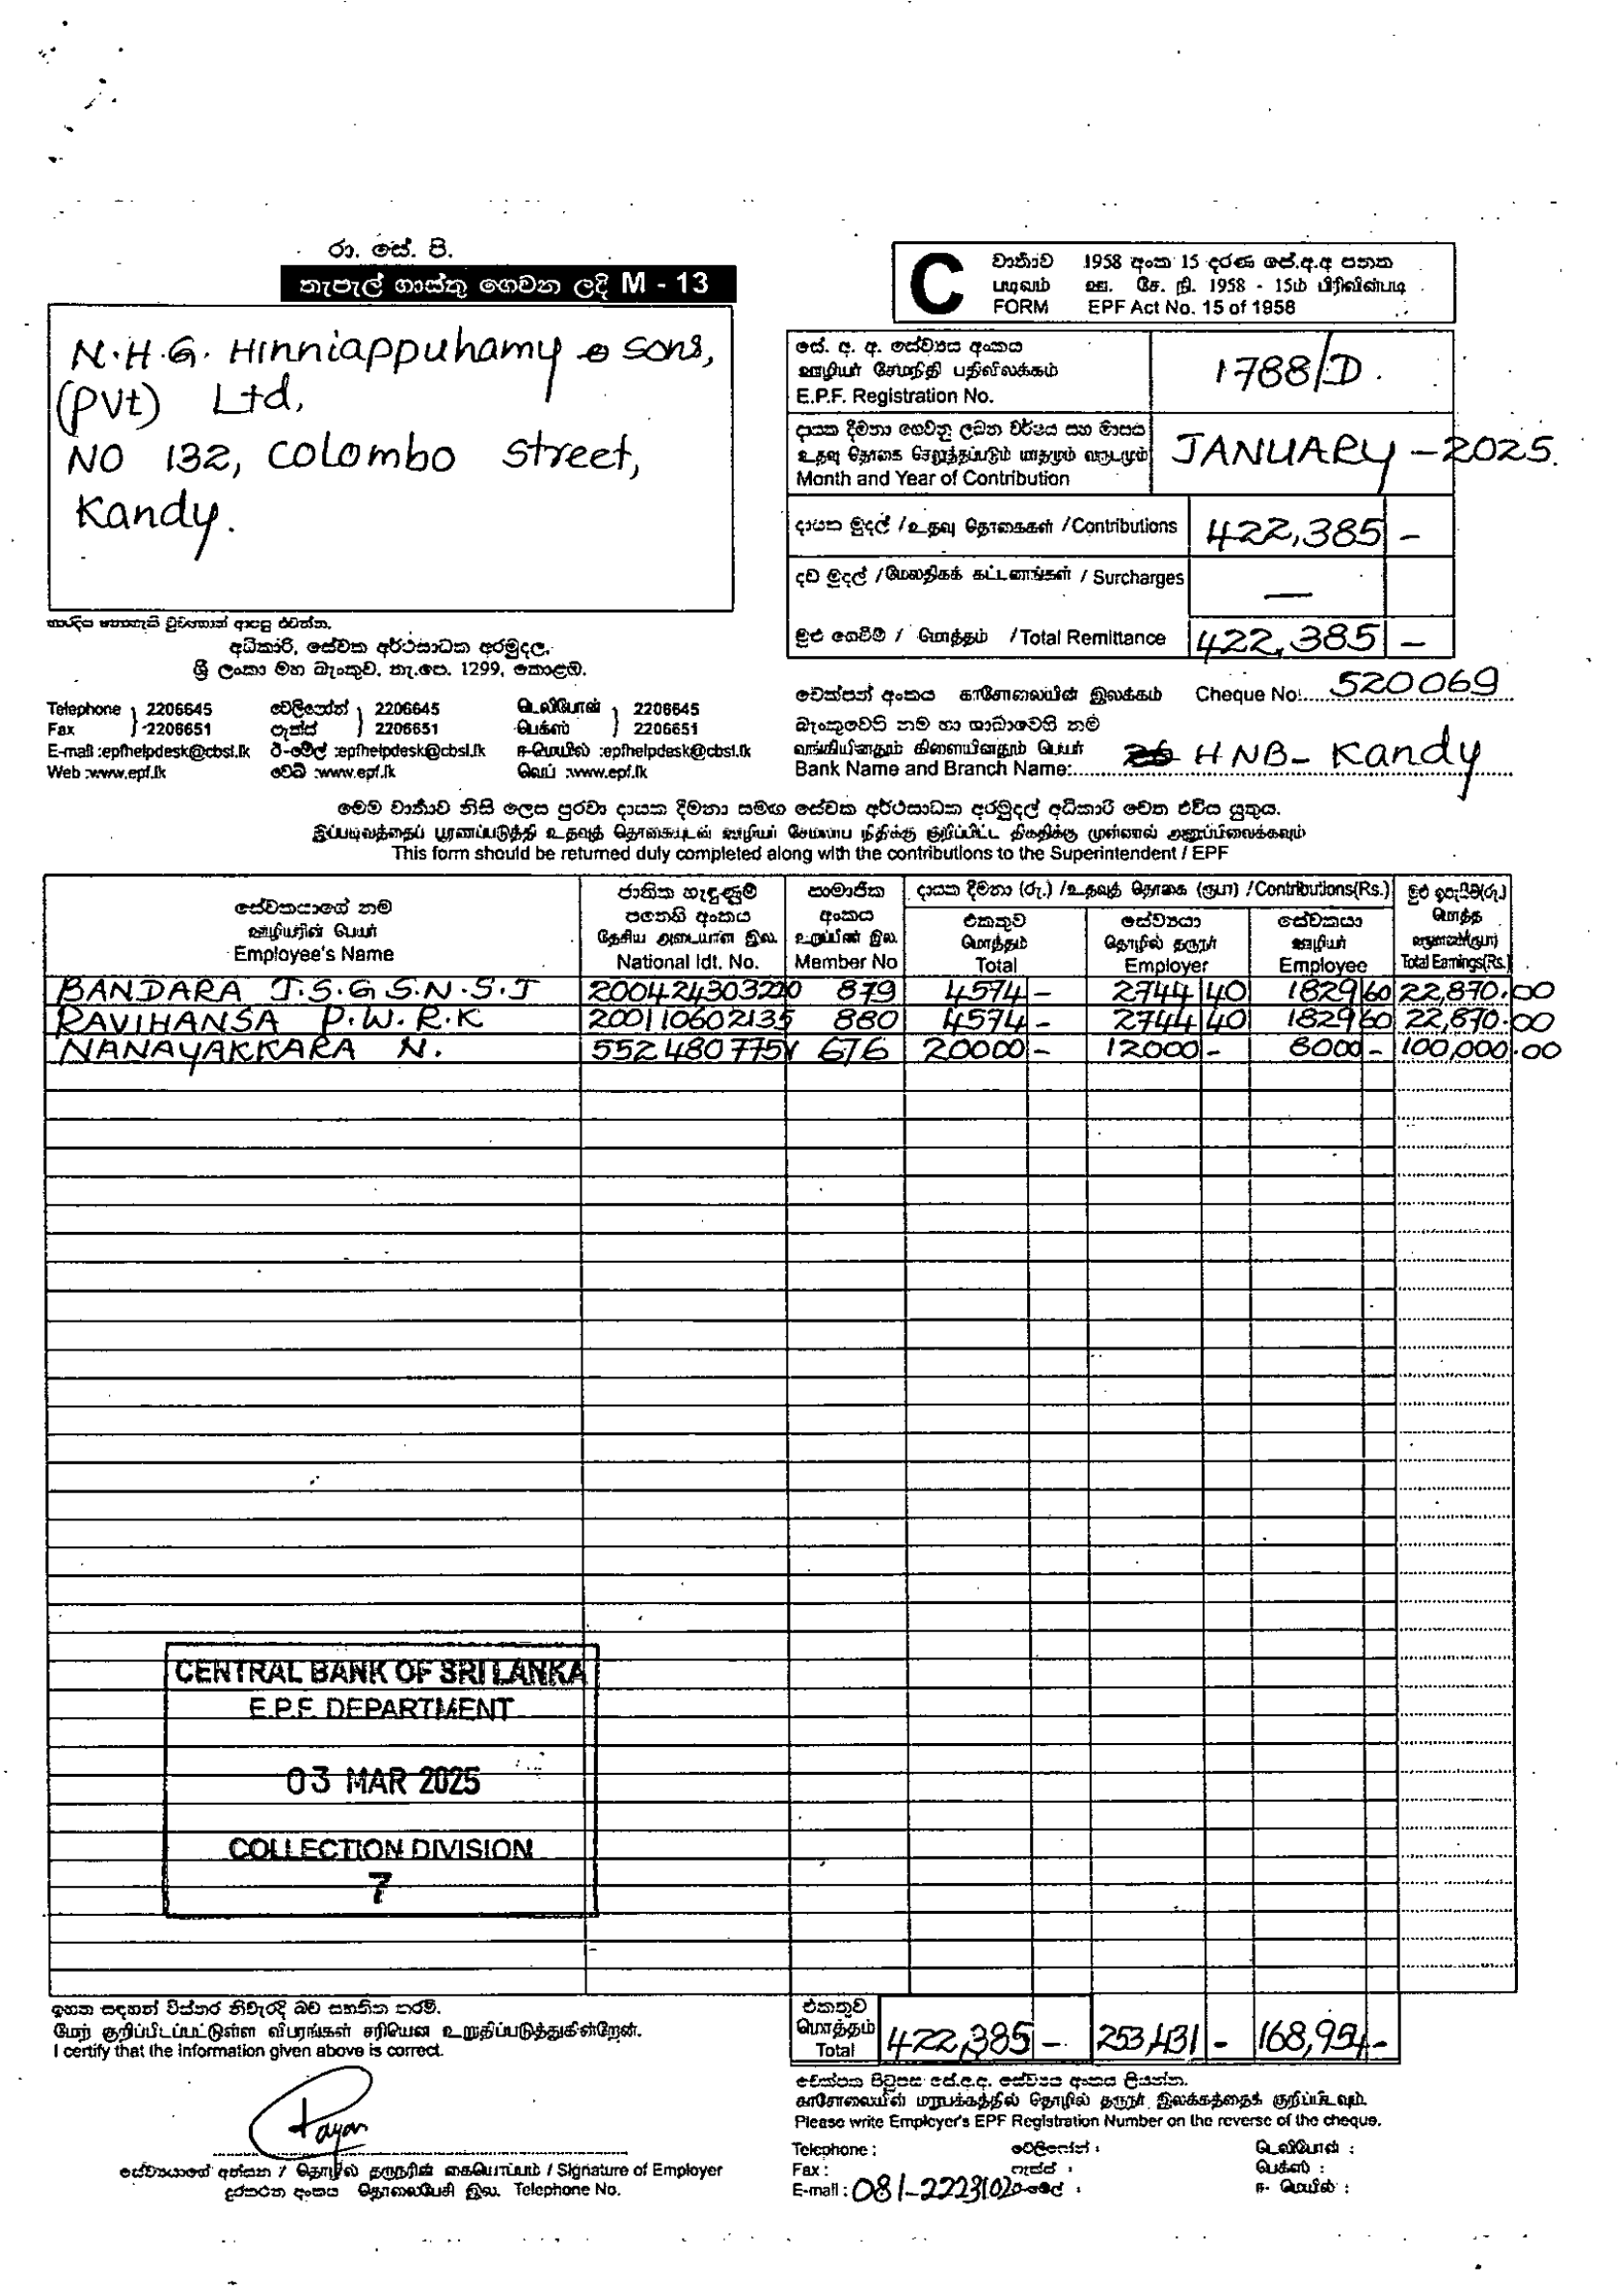 රා. සේ. පි.
තැපැල් ගාස්තු ගෙවන ලදි M - 13
N.H.G. Hinniappuhamy & Sons,
(PVt) Ltd,
NO 132, Colombo Street,
Kandy.
C
වාර්තාව 1958 අංක 15 දරණ සේ.අ.අ පනත
படிவம் ஊ. சே. நி. 1958 - 15ம் பிரிவின்படி
FORM EPF Act No. 15 of 1958
සේ. අ. අ. සේව්‍යය අංකය
ஊழியர் சேமநிதி பதிவிலக்கம்
E.P.F. Registration No.
1788/D.
දායක දීමනා ගෙවනු ලබන වර්ෂය සහ මාසය
உதவு தொகை செலுத்தப்படும் மாதமும் வருடமும்
Month and Year of Contribution
JANUARY - 2025.
දායක මුදල් / உதவு தொகைகள் / Contributions 422,385 -
දඩ මුදල් / மேலதிகக் கட்டணங்கள் / Surcharges —
මුළු ගෙවීම් / மொத்தம் / Total Remittance 422,385 -
අධිකාරී, සේවක අර්ථසාධක අරමුදල,
ශ්‍රී ලංකා මහ බැංකුව, තැ.පෙ. 1299, කොළඹ.
Telephone 2206645 ටෙලිෆෝන් 2206645 டெலிபோன் 2206645
Fax 2206651 ෆැක්ස් 2206651 பெக்ஸ் 2206651
E-mail :epfhelpdesk@cbsl.lk ඊ-මේල් :epfhelpdesk@cbsl.lk ஈ-மெயில் :epfhelpdesk@cbsl.lk
Web :www.epf.lk වෙබ් :www.epf.lk வெப் :www.epf.lk
චෙක්පත් අංකය காசோலையின் இலக்கம் Cheque No: 520069
බැංකුවෙහි නම හා ශාඛාවෙහි නම
வங்கியினதும் கிளையினதும் பெயர்
Bank Name and Branch Name: HNB - Kandy
මෙම වාර්තාව නිසි ලෙස පුරවා දායක දීමනා සමඟ සේවක අර්ථසාධක අරමුදල් අධිකාරී වෙත එවිය යුතුය.
இப்படிவத்தைப் பூரணப்படுத்தி உதவுத் தொகையுடன் ஊழியர் சேமலாப நிதிக்கு குறிப்பிட்ட திகதிக்கு முன்னால் அனுப்பிவைக்கவும்
This form should be returned duly completed along with the contributions to the Superintendent / EPF
සේවකයාගේ නම
ஊழியரின் பெயர்
Employee's Name
ජාතික හැඳුණුම්
පතෙහි අංකය
தேசிய அடையாள இல.
National Idt. No.
සාමාජික
අංකය
உறுப்பினர் இல.
Member No
දායක දීමනා (රු.) / உதவுத் தொகை (ரூபா) / Contributions(Rs.)
එකතුව
மொத்தம்
Total
සේව්‍යයා
தொழில் தருநர்
Employer
සේවකයා
ஊழியர்
Employee
මුළු ඉපැයීම්(රු.)
மொத்த
Total Earnings(Rs.)
BANDARA J.S.G S.N.S.J 200424303200 879 4574 - 2744 40 1829 60 22,870.00
RAVIHANSA P.W.R.K 200110602135 880 4574 - 2744 40 1829 60 22,870.00
NANAYAKKARA N. 552480775V 676 20000 - 12000 - 8000 - 100,000.00
CENTRAL BANK OF SRI LANKA
E.P.F. DEPARTMENT
03 MAR 2025
COLLECTION DIVISION
7
ඉහත සඳහන් විස්තර නිවැරදි බව සහතික කරමි.
மேற் குறிப்பிடப்பட்டுள்ள விபரங்கள் சரியென உறுதிப்படுத்துகின்றேன்.
I certify that the information given above is correct.
එකතුව
மொத்தம்
Total
422,385 - 253,431 - 168,954 -
චෙක්පත පිටුපස සේ.අ.අ. සේව්‍යය අංකය ලියන්න.
காசோலையின் மறுபக்கத்தில் தொழில் தருநர் இலக்கத்தைக் குறிப்பிடவும்.
Please write Employer's EPF Registration Number on the reverse of the cheque.
සේව්‍යයාගේ අත්සන / தொழில் தருநரின் கையொப்பம் / Signature of Employer
දුරකථන අංකය தொலைபேசி இல. Telephone No.
Telephone : ටෙලිෆෝන් : டெலிபோன் :
Fax : ෆැක්ස් : பெக்ஸ் :
E-mail : 081-2223102 ඊ-මේල් : ஈ- மெயில் :